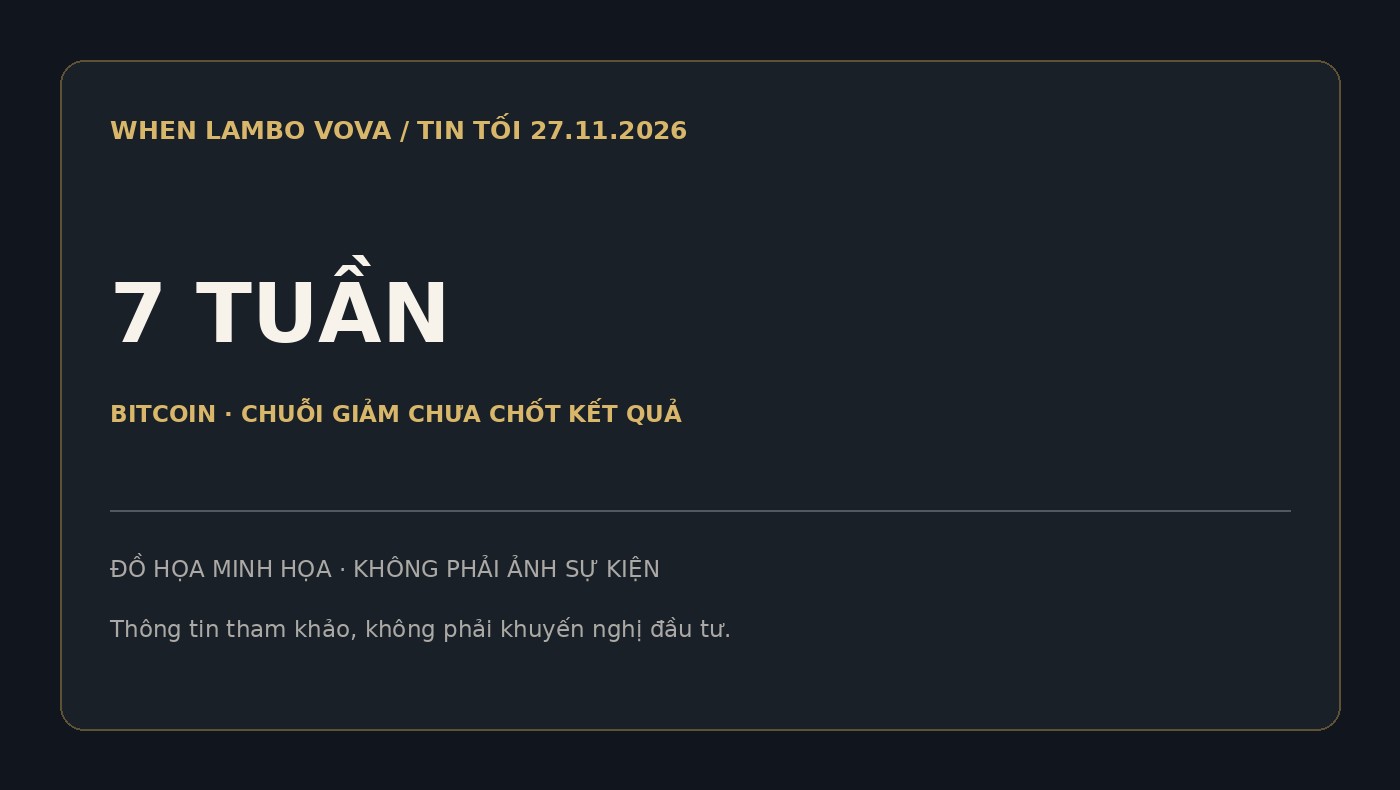 WHEN LAMBO VOVA / TIN TỐI 27.11.2026
7 TUẦN
BITCOIN · CHUỖI GIẢM CHƯA CHỐT KẾT QUẢ
ĐỒ HỌA MINH HỌA · KHÔNG PHẢI ẢNH SỰ KIỆN
Thông tin tham khảo, không phải khuyến nghị đầu tư.